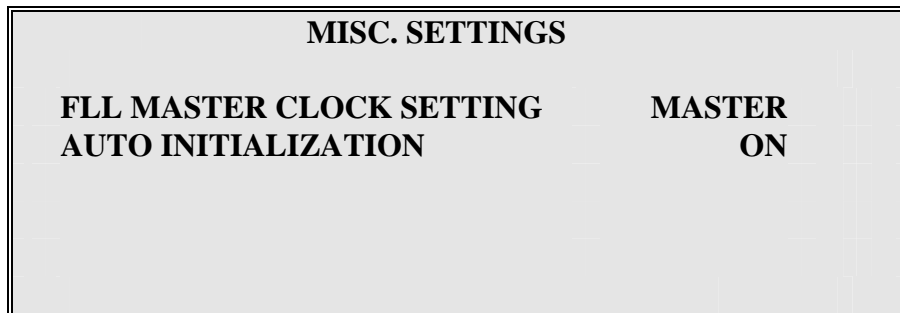 MISC. SETTINGS
FLL MASTER CLOCK SETTING MASTER
AUTO INITIALIZATION ON